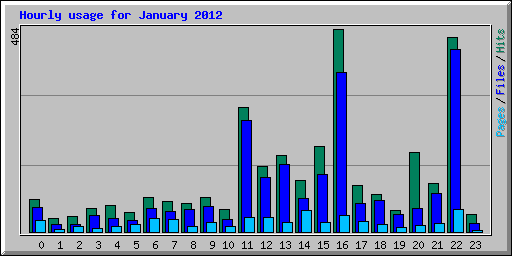 Hourly usage for January 2012
484
Pages / Files / Hits
0 1 2 3 4 5 6 7 8 9 10 11 12 13 14 15 16 17 18 19 20 21 22 23